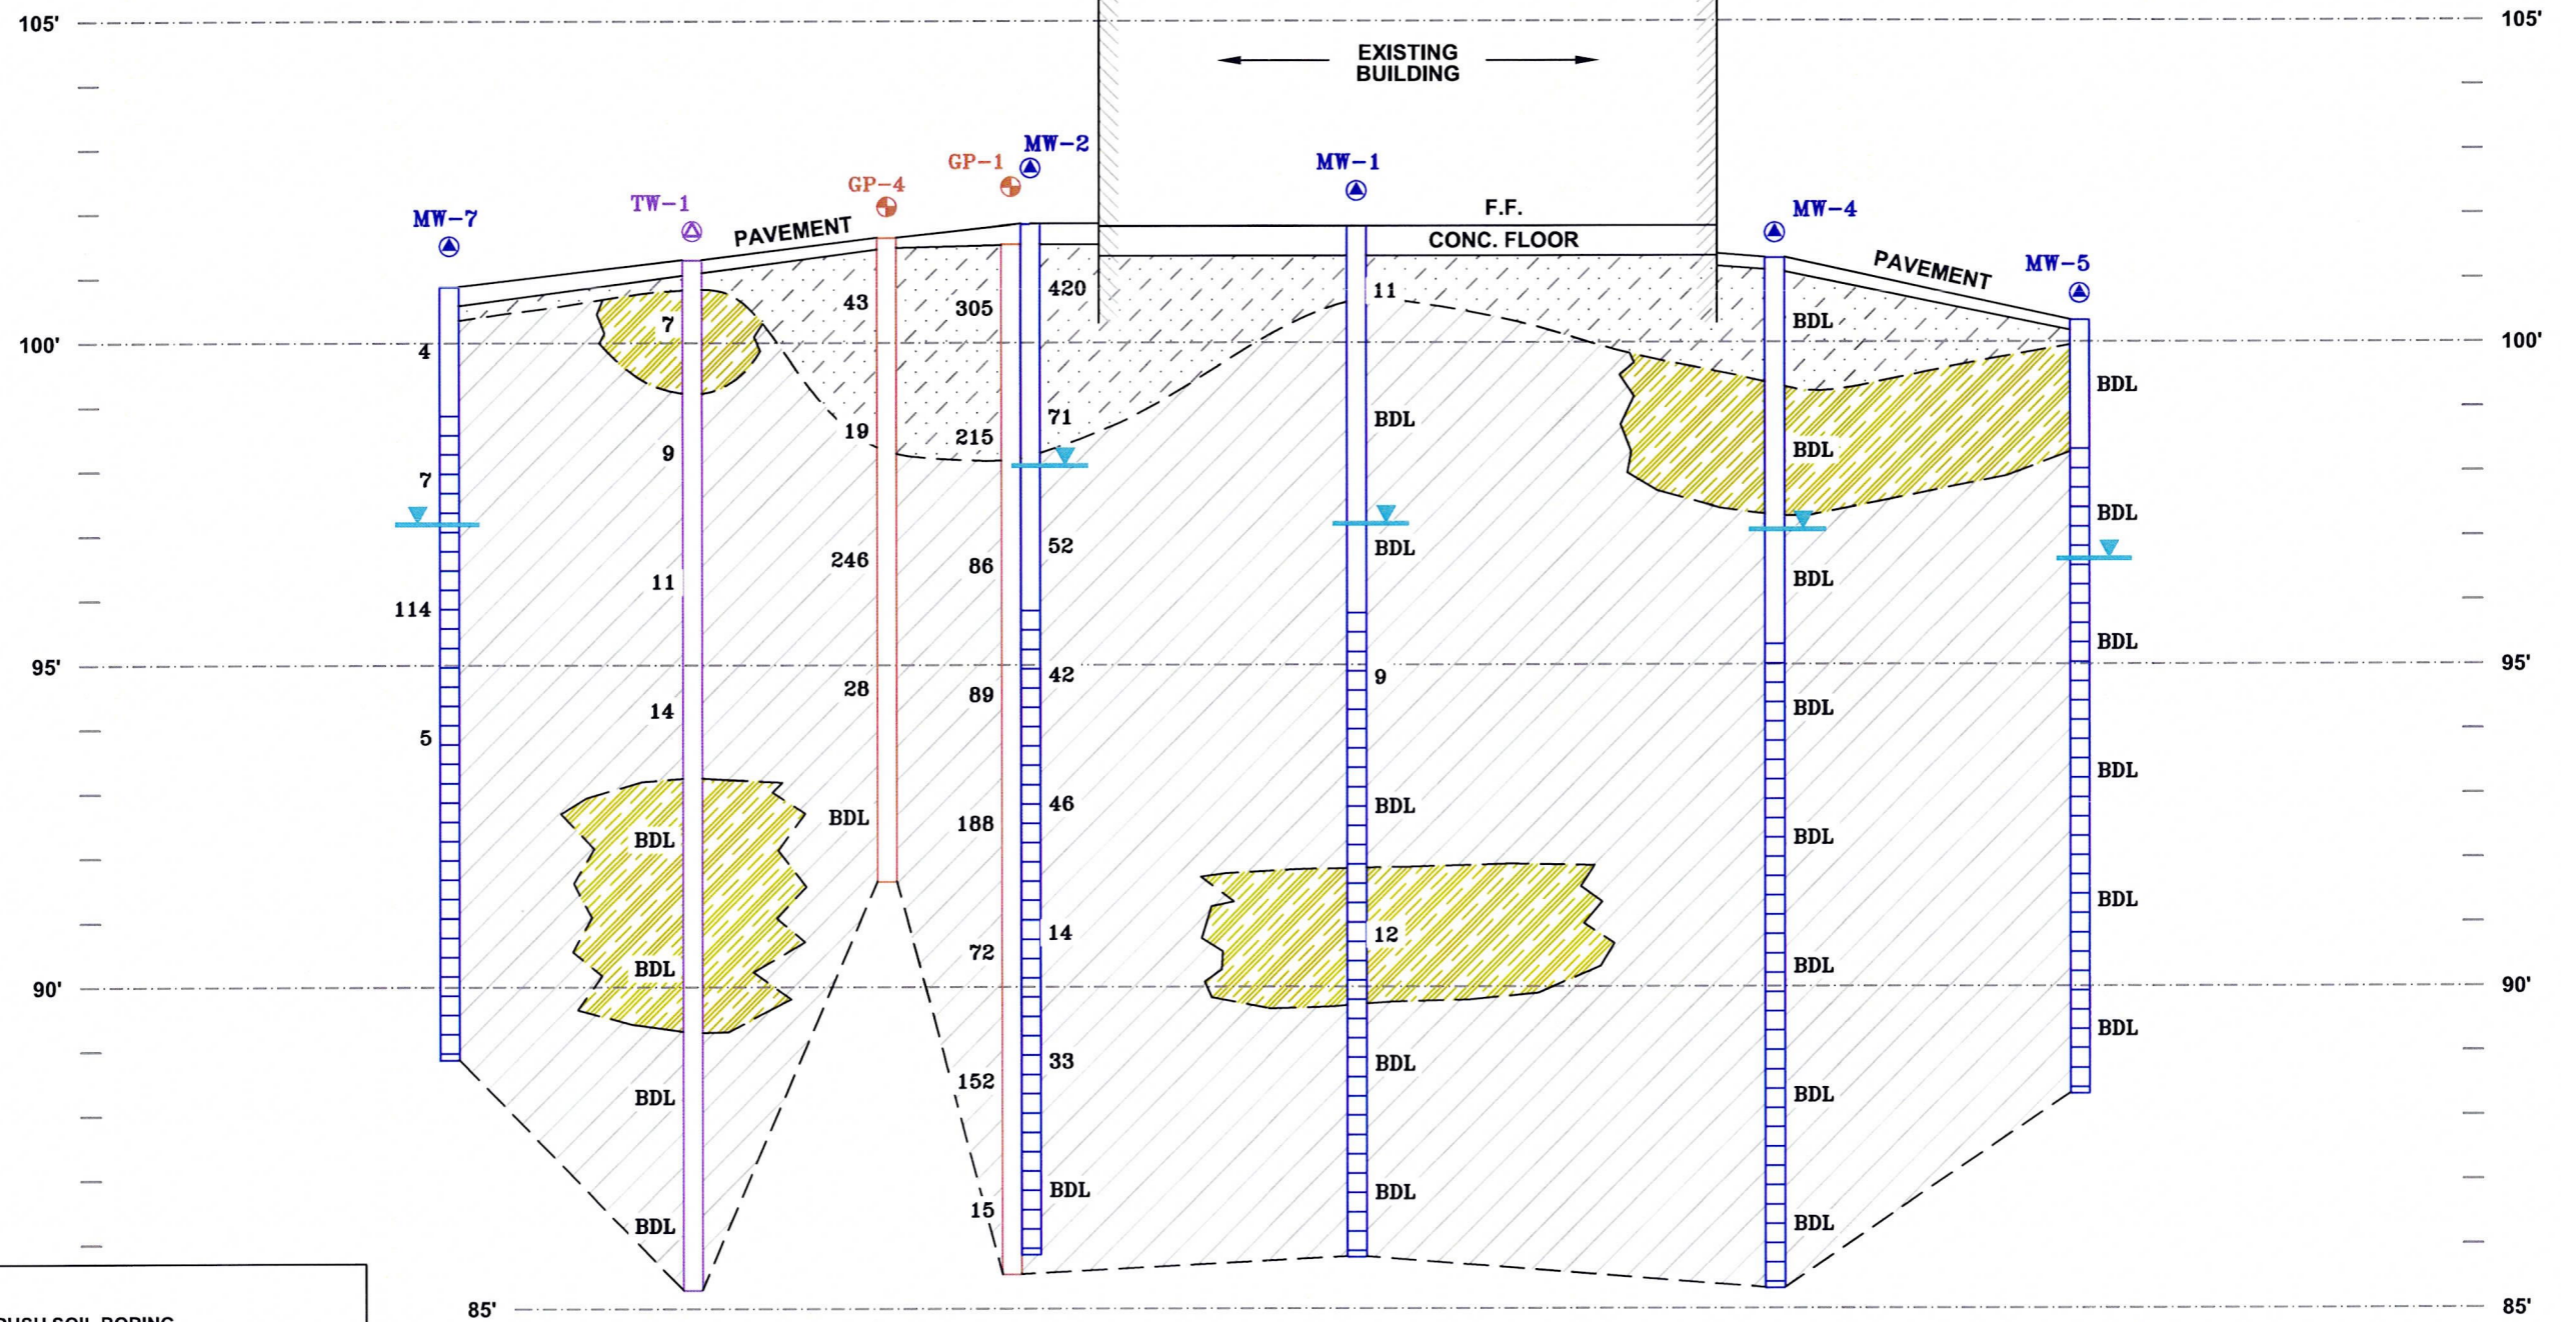 105'
105'
EXISTING
BUILDING
MW-2
GP-1
MW-1
GP-4
TW-1
MW-7
MW-4
MW-5
PAVEMENT
F.F.
CONC. FLOOR
PAVEMENT
43
305
420
11
BDL
7
4
100'
100'
BDL
19
215
71
BDL
BDL
9
7
BDL
246
86
52
BDL
BDL
11
114
BDL
95'
95'
28
89
42
9
BDL
14
5
BDL
BDL
188
46
BDL
BDL
BDL
BDL
72
14
12
BDL
BDL
90'
90'
BDL
152
33
BDL
BDL
BDL
15
BDL
BDL
BDL
BDL
85'
85'